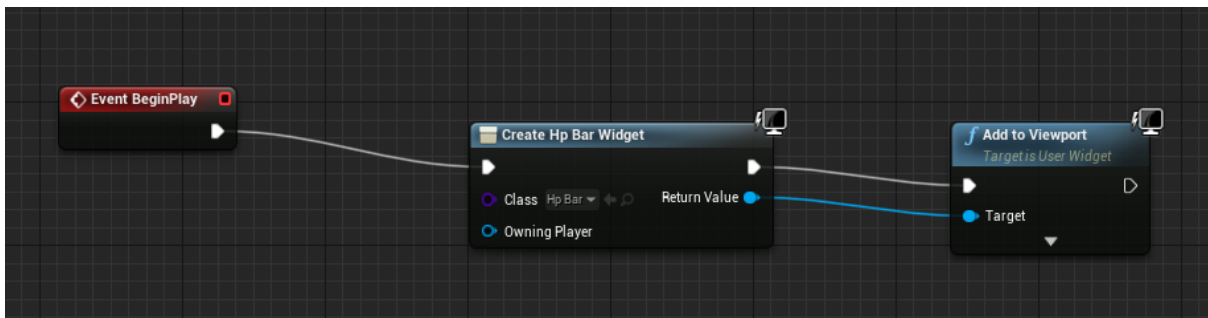 Event BeginPlay
Create Hp Bar Widget
Class Hp Bar
Return Value
Owning Player
Add to Viewport
Target is User Widget
Target